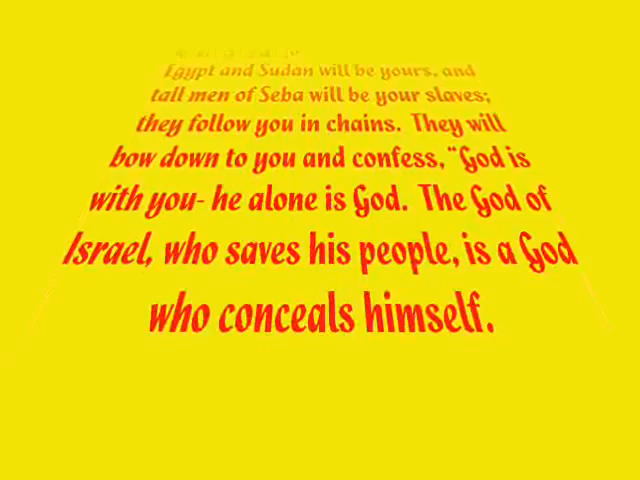 Egypt and Sudan will be yours, and
tall men of Seba will be your slaves;
they follow you in chains. They will
bow down to you and confess, "God is
with you- he alone is God. The God of
Israel, who saves his people, is a God
who conceals himself.